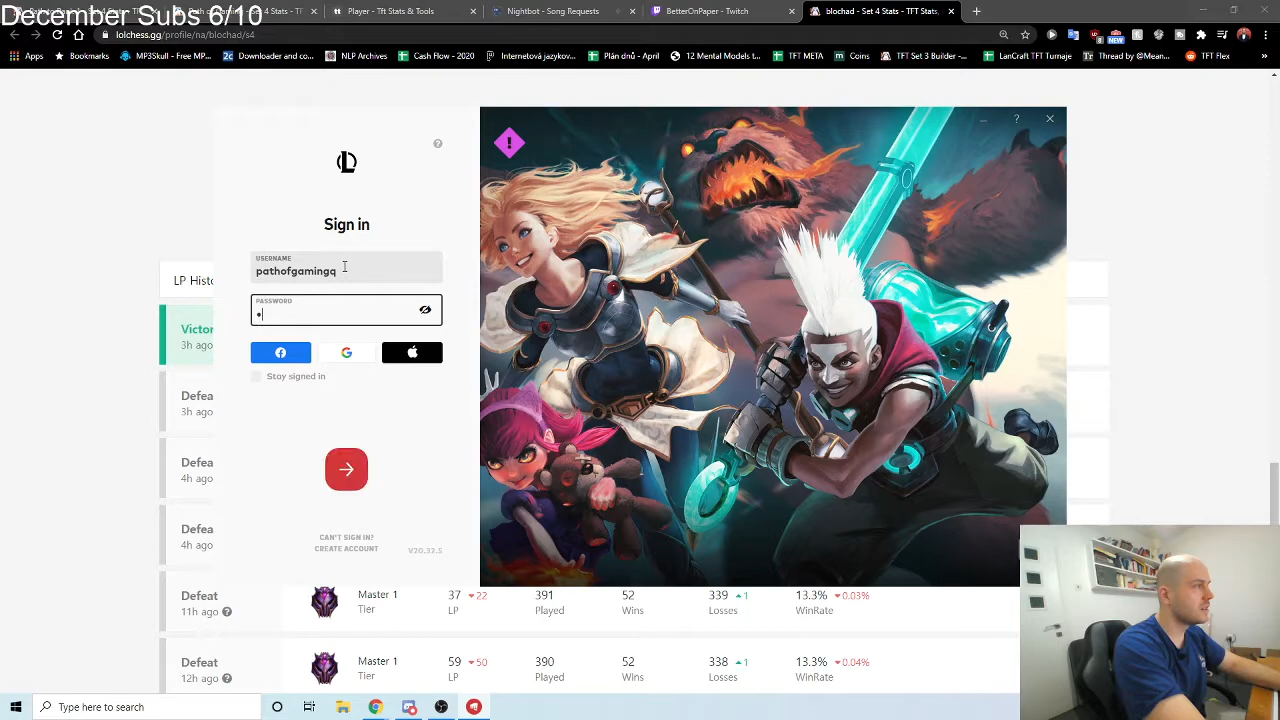 December Subs 6/10
Player - Tft Stats & Tools
Nightbot - Song Requests
BetterOnPaper - Twitch
blochad - Set 4 Stats - TFT Stats,
lolchess.gg/profile/na/blochad/s4
Apps
Bookmarks
MP3Skull - Free MP...
Downloader and co...
NLP Archives
Cash Flow - 2020
Internetová jazykov...
Plán dnů - April
12 Mental Models t...
TFT META
Coins
TFT Set 3 Builder -...
LanCraft TFT Turnaje
Thread by @Mean...
TFT Flex
NEW
Sign in
USERNAME
pathofgamingq
PASSWORD
Stay signed in
CAN'T SIGN IN?
CREATE ACCOUNT
V20.32.5
LP Histo
Victor
3h ago
Defea
3h ago
Defea
4h ago
Defea
4h ago
Defeat
11h ago
Master 1
Tier
37 22
LP
391
Played
52
Wins
339 1
Losses
13.3% 0.03%
WinRate
Defeat
12h ago
Master 1
Tier
59 50
LP
390
Played
52
Wins
338 1
Losses
13.3% 0.04%
WinRate
Type here to search